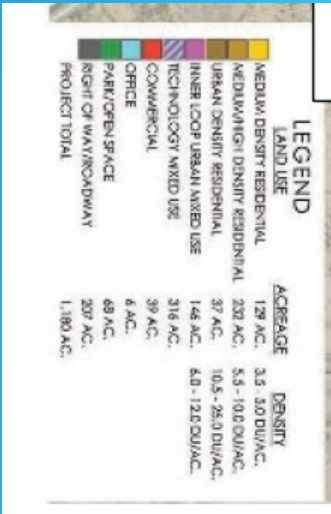 LEGEND
LAND USE ACREAGE DENSITY
MEDIUM DENSITY RESIDENTIAL 129 AC. 3.5 - 5.0 DU/AC.
MEDIUM/HIGH DENSITY RESIDENTIAL 232 AC. 5.5 - 10.0 DU/AC.
URBAN DENSITY RESIDENTIAL 37 AC. 10.5 - 25.0 DU/AC.
INNER LOOP URBAN MIXED USE 146 AC. 6.0 - 12.0 DU/AC.
TECHNOLOGY MIXED USE 316 AC.
COMMERCIAL 39 AC.
OFFICE 6 AC.
PARK/OPEN SPACE 68 AC.
RIGHT OF WAY/ROADWAY 207 AC.
PROJECT TOTAL 1,180 AC.